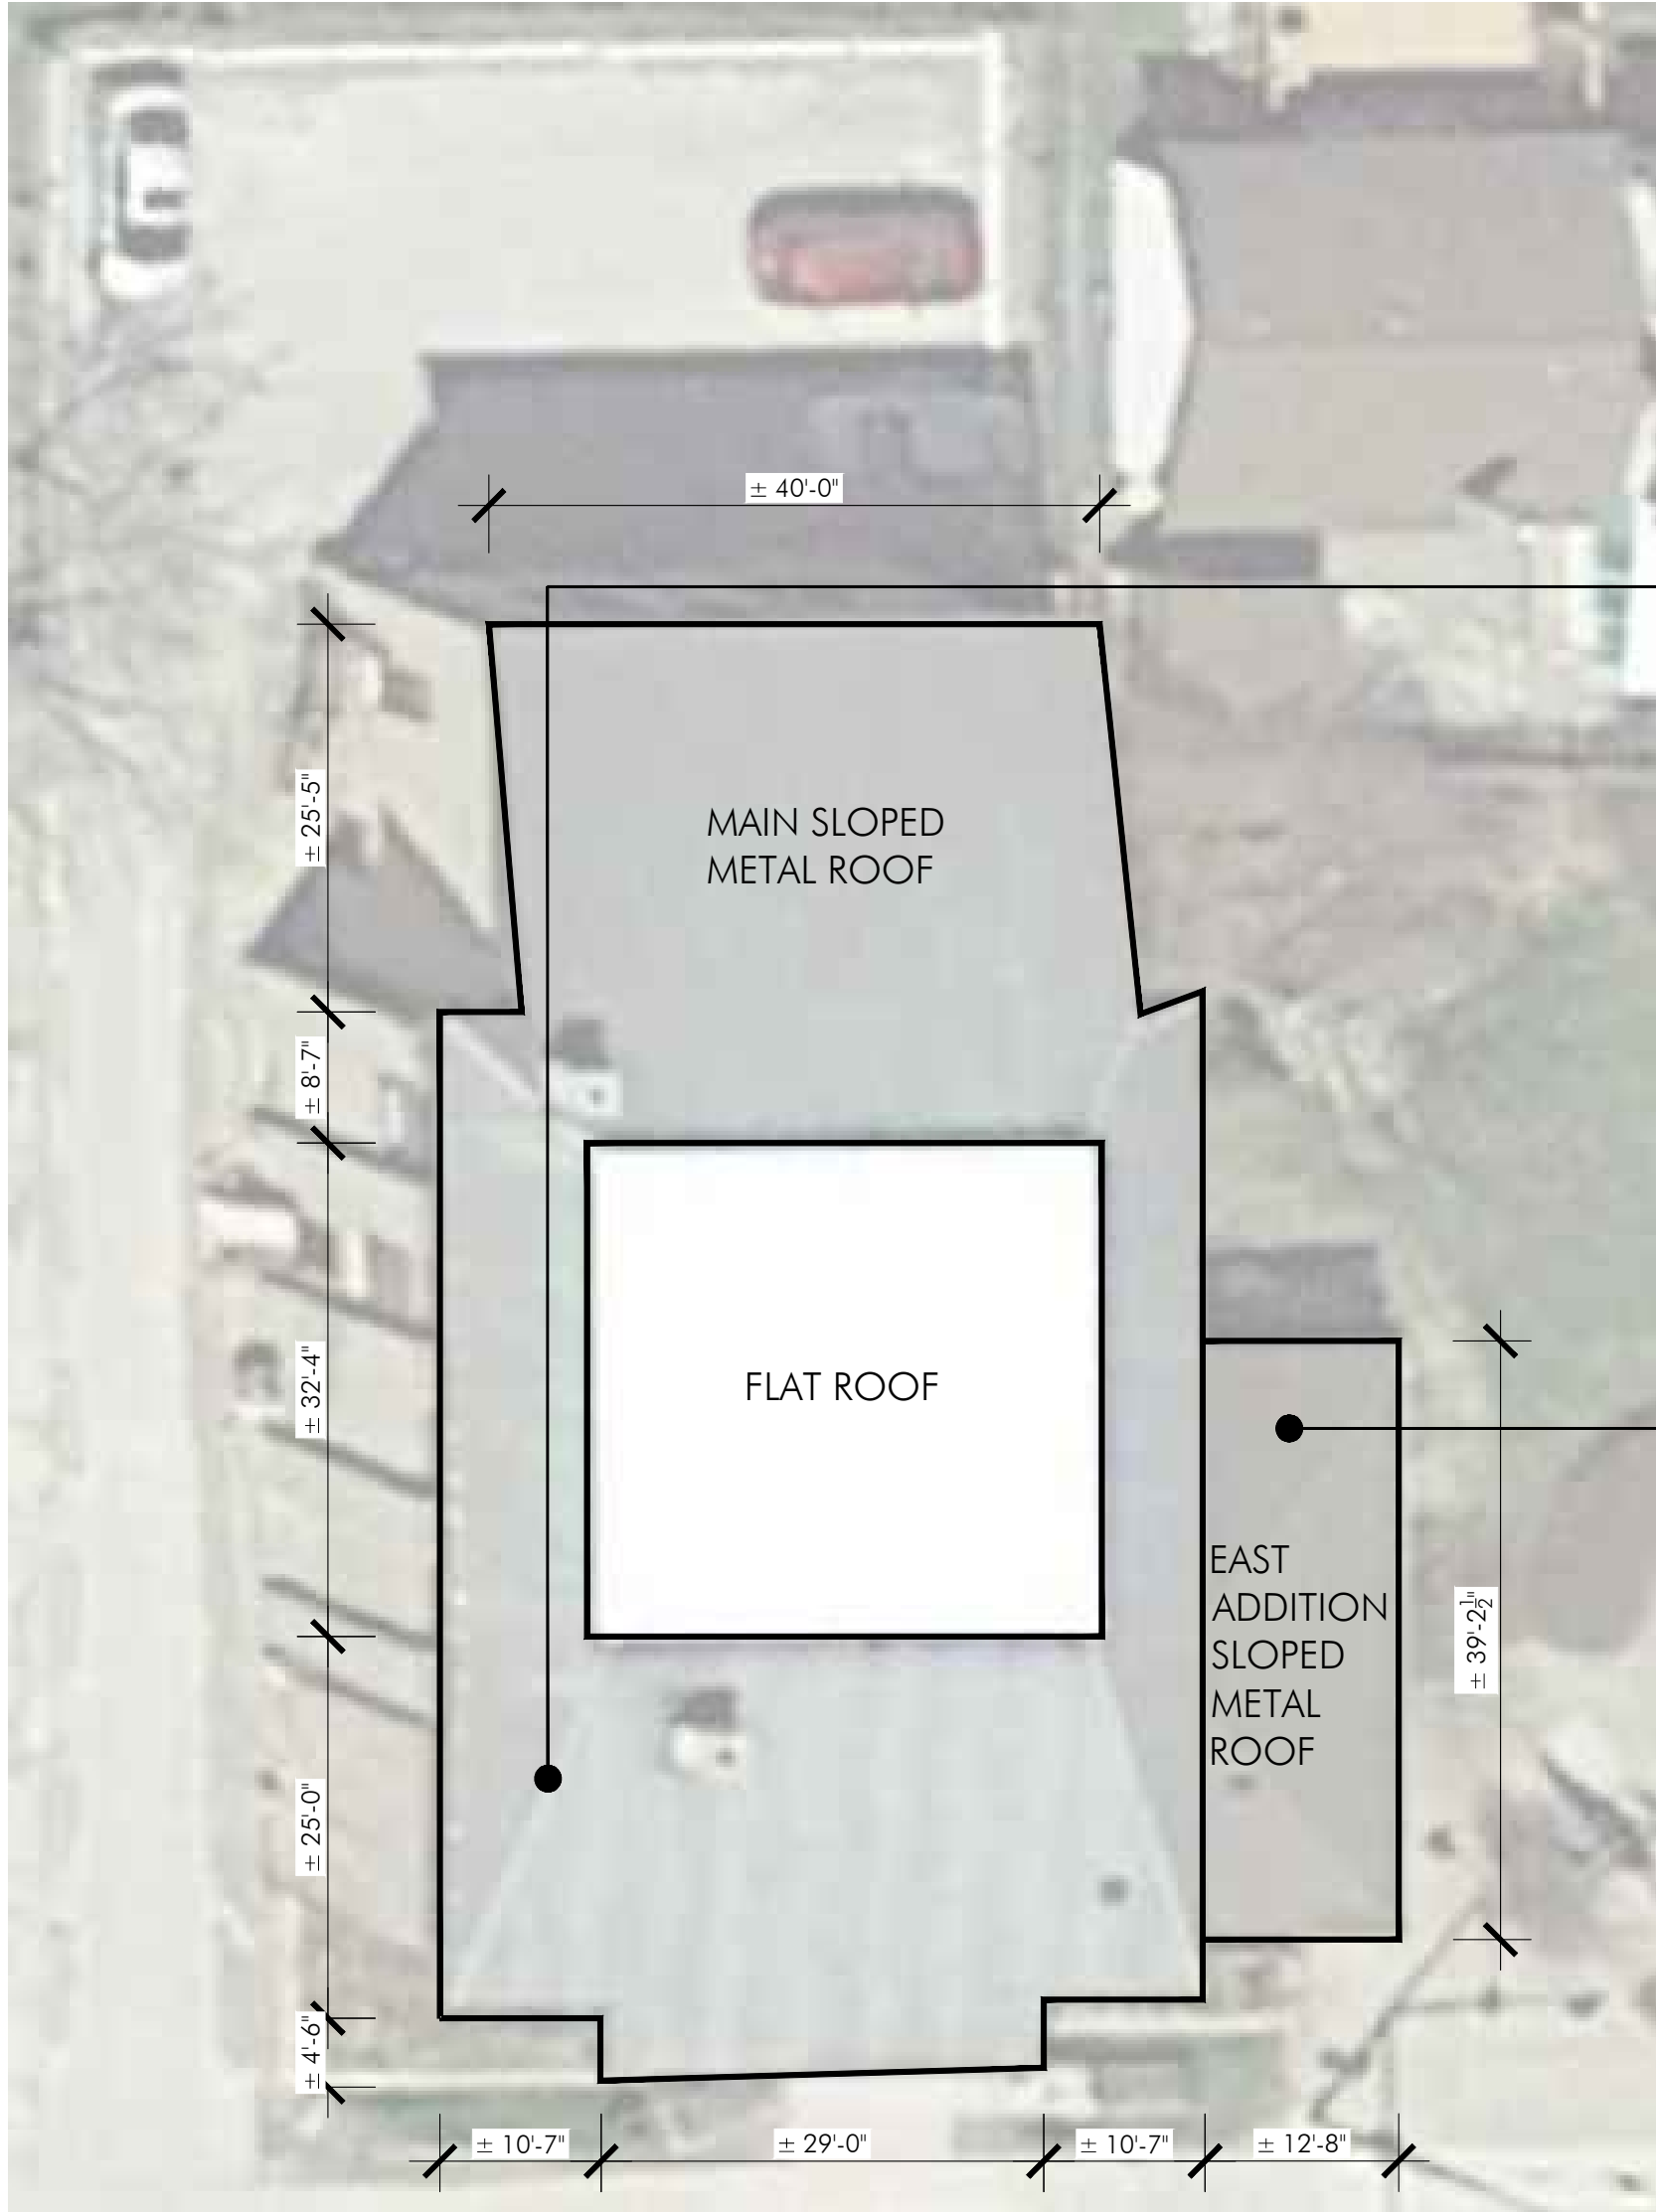 ± 40'-0"
± 25'-5"
MAIN SLOPED
METAL ROOF
± 8'-7"
± 32'-4"
FLAT ROOF
EAST
ADDITION
SLOPED
METAL
ROOF
± 39'-2½"
± 25'-0"
± 4'-6"
± 10'-7"
± 29'-0"
± 10'-7"
± 12'-8"